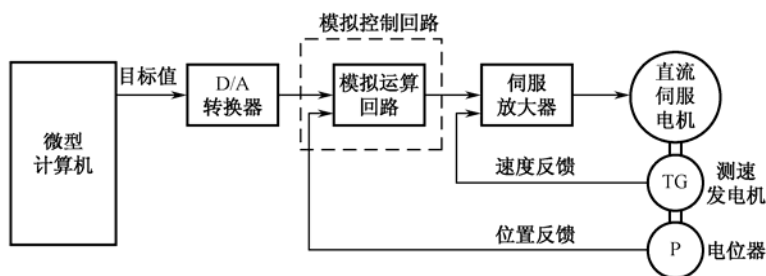 模拟控制回路
目标值
D/A
转换器
模拟运算
回路
伺服
放大器
直流
伺服
电机
微型
计算机
速度反馈
TG
测速
发电机
位置反馈
P
电位器